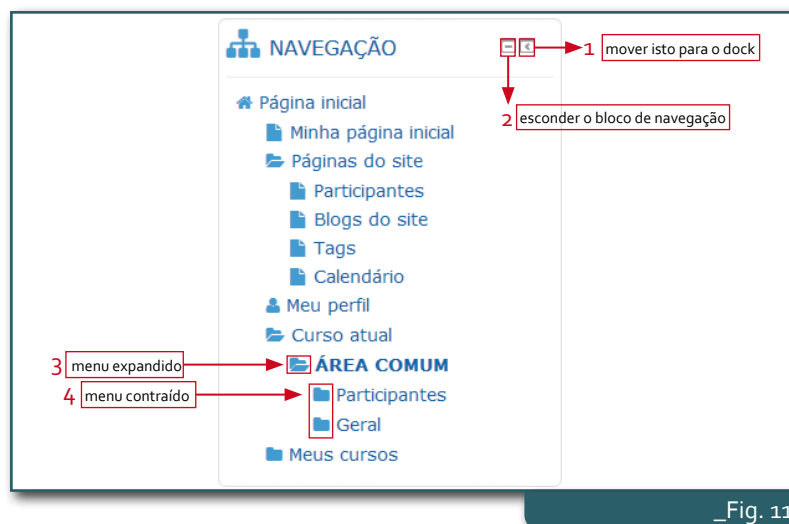 NAVEGAÇÃO
1 mover isto para o dock
2 esconder o bloco de navegação
Página inicial
Minha página inicial
Páginas do site
Participantes
Blogs do site
Tags
Calendário
Meu perfil
Curso atual
3 menu expandido ÁREA COMUM
4 menu contraído Participantes
Geral
Meus cursos
_Fig. 11